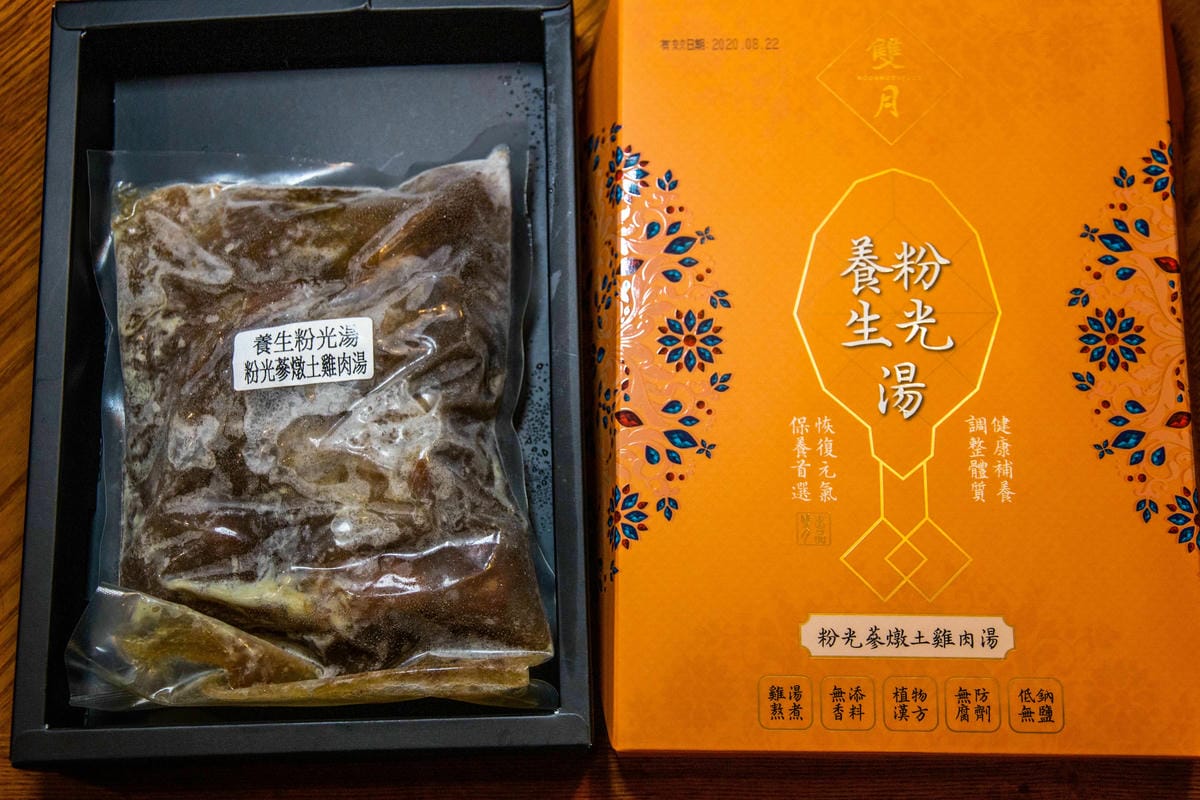 養生粉光湯
粉光蔘燉土雞肉湯
有效日期:2020.08.22
雙月
粉光
養生
湯
健康補養
調整體質
恢復元氣
保養首選
粉光蔘燉土雞肉湯
雞湯
熬煮
無添
香料
植物
漢方
無防
腐劑
低鈉
無鹽